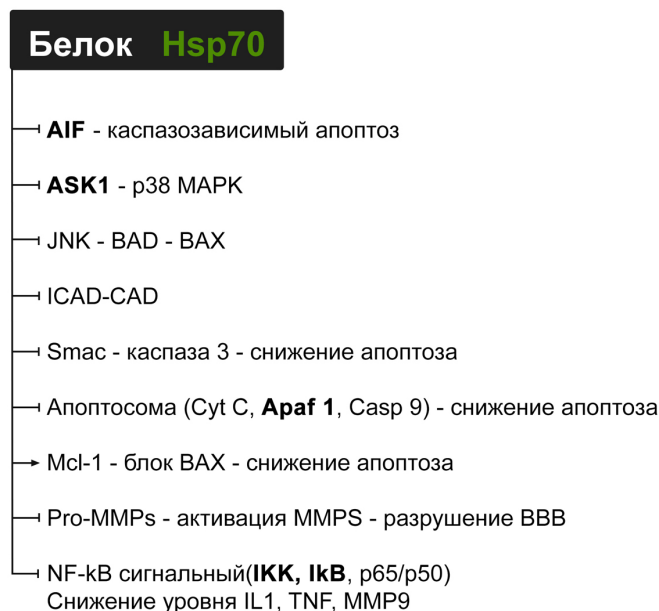 Белок Hsp70
AIF - каспазозависимый апоптоз
ASK1 - p38 MAPK
JNK - BAD - BAX
ICAD-CAD
Smac - каспаза 3 - снижение апоптоза
Апоптосома (Cyt C, Apaf 1, Casp 9) - снижение апоптоза
Mcl-1 - блок BAX - снижение апоптоза
Pro-MMPs - активация MMPS - разрушение BBB
NF-kB сигнальный(IKK, IkB, p65/p50)
Снижение уровня IL1, TNF, MMP9